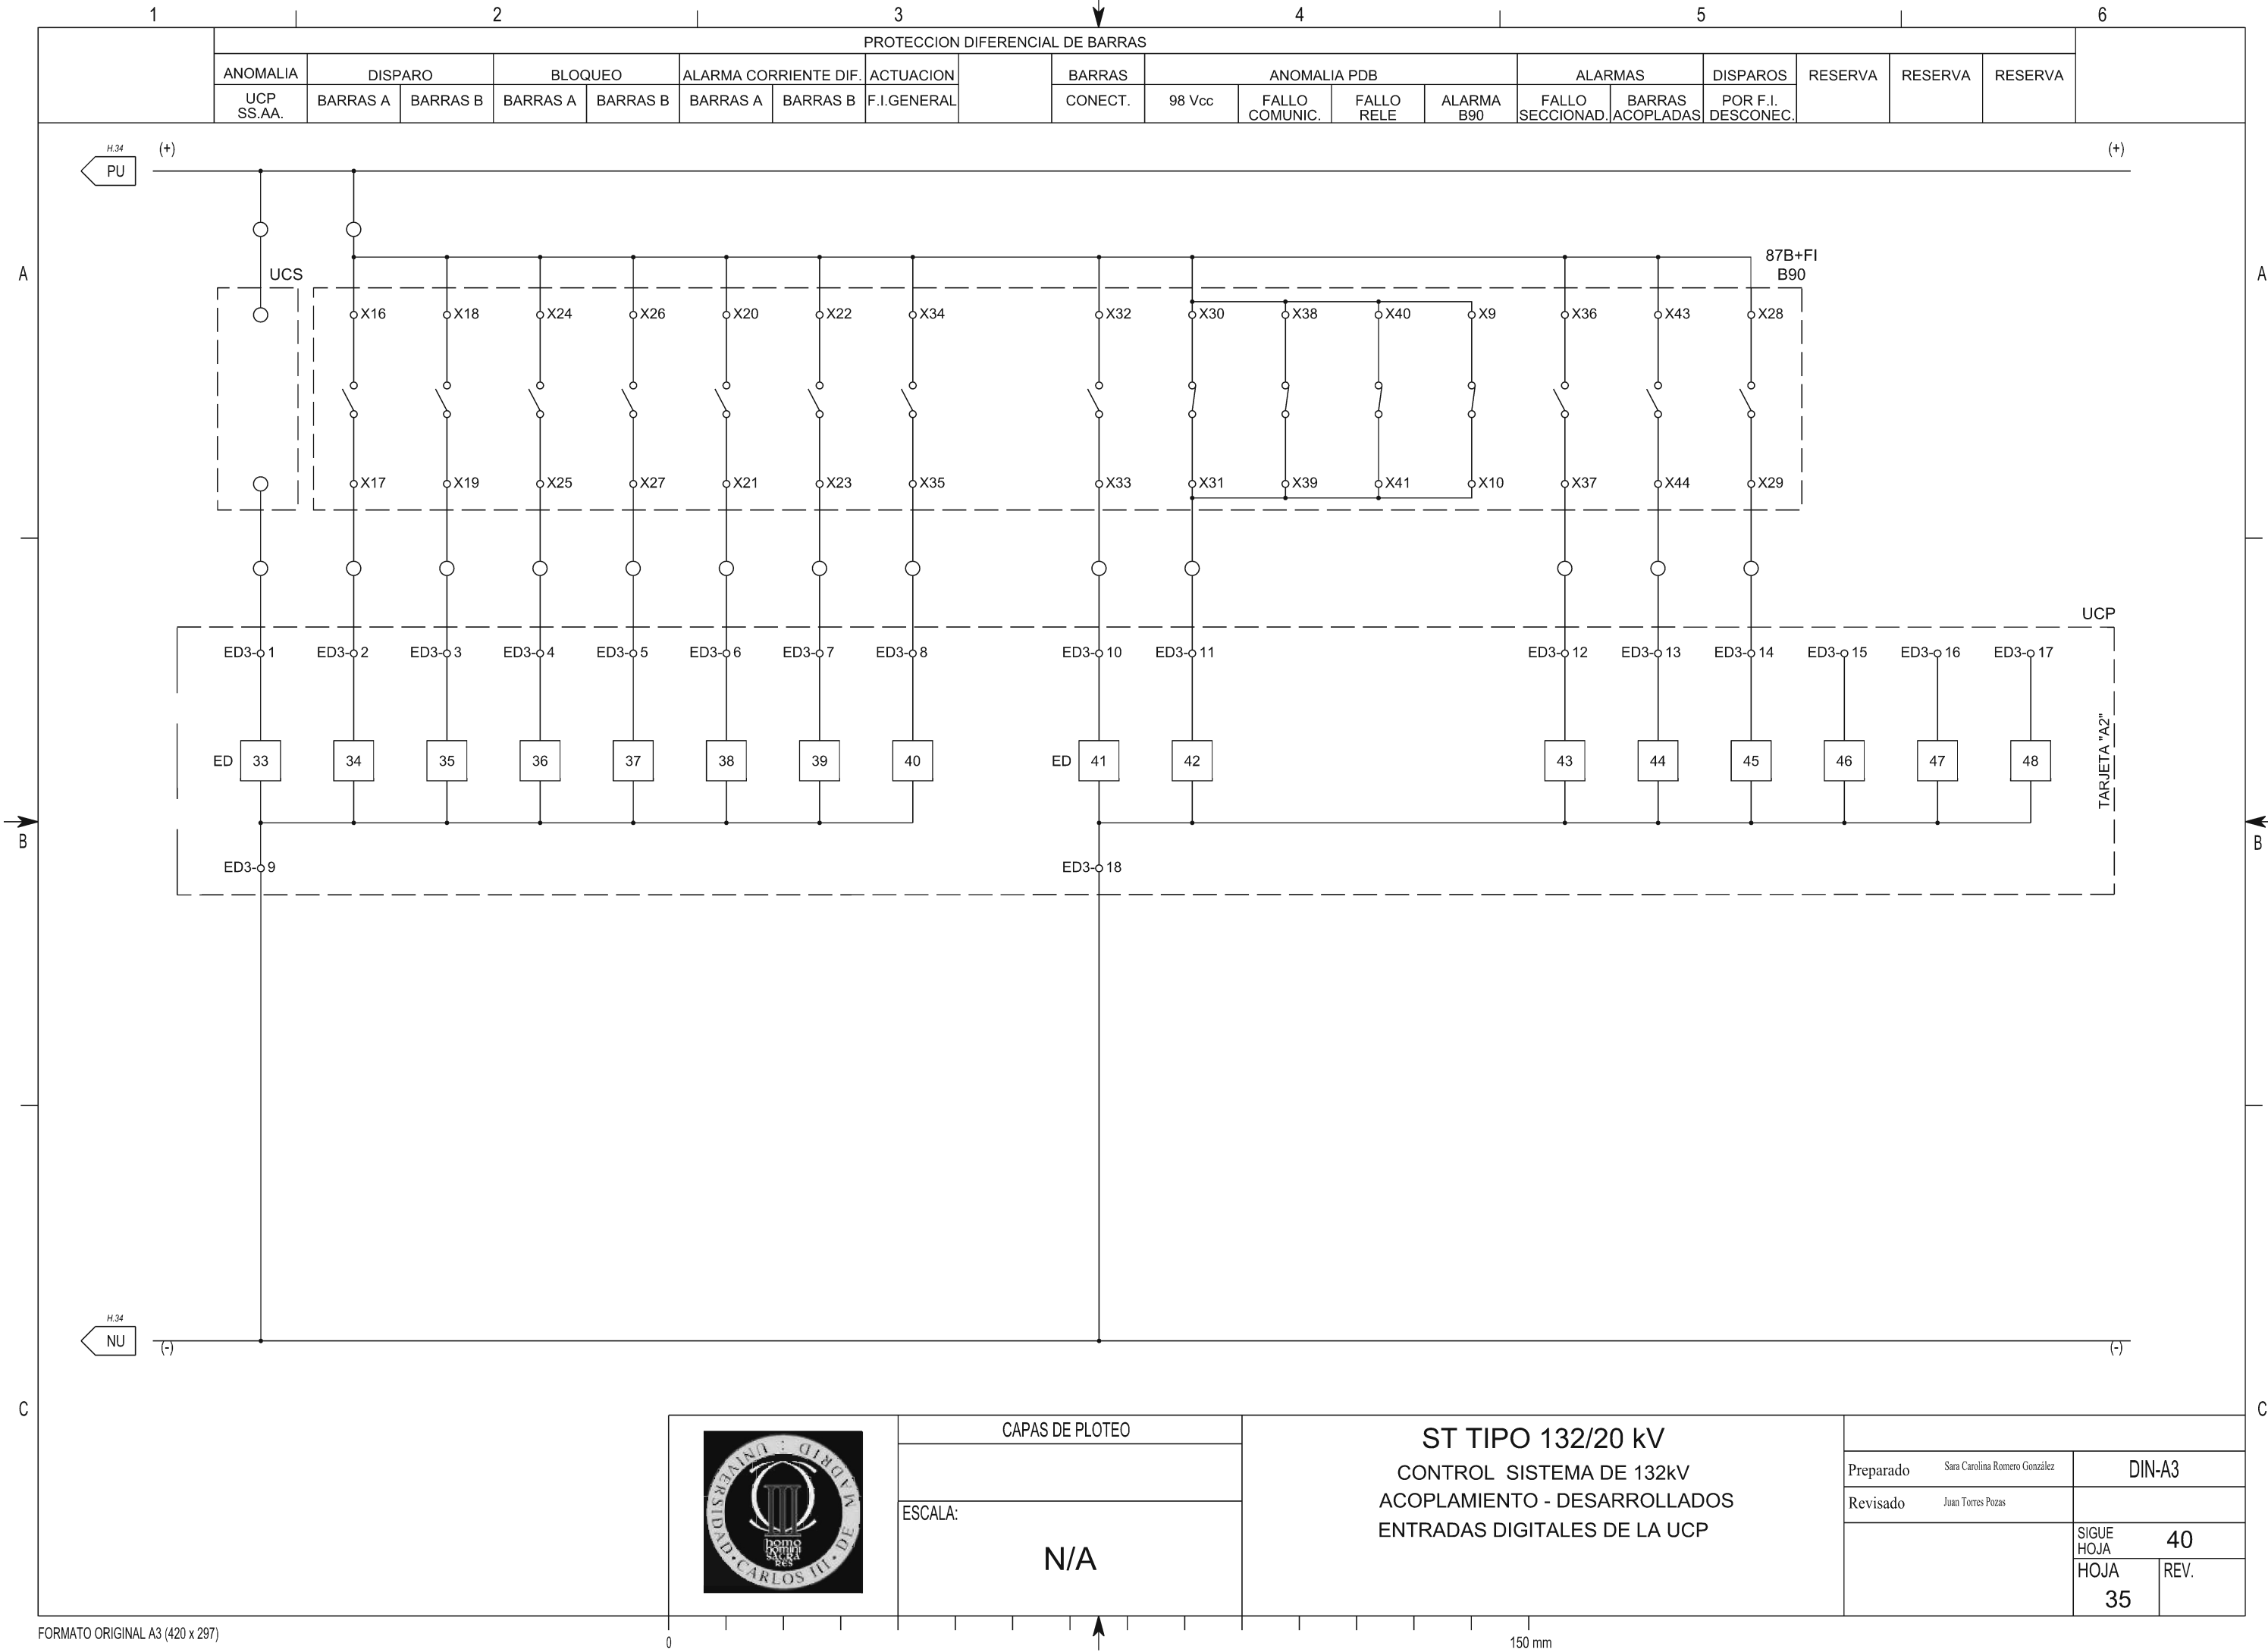 1 2 3 4 5 6
PROTECCION DIFERENCIAL DE BARRAS
ANOMALIA DISPARO BLOQUEO ALARMA CORRIENTE DIF. ACTUACION BARRAS ANOMALIA PDB ALARMAS DISPAROS RESERVA RESERVA RESERVA
UCP BARRAS A BARRAS B BARRAS A BARRAS B BARRAS A BARRAS B F.I.GENERAL CONECT. 98 Vcc FALLO FALLO ALARMA FALLO BARRAS POR F.I.
SS.AA. COMUNIC. RELE B90 SECCIONAD. ACOPLADAS DESCONEC.
H.34 (+) (+)
PU
87B+FI
A UCS B90 A
X16 X18 X24 X26 X20 X22 X34 X32 X30 X38 X40 X9 X36 X43 X28
X17 X19 X25 X27 X21 X23 X35 X33 X31 X39 X41 X10 X37 X44 X29
UCP
ED3- 1 ED3- 2 ED3- 3 ED3- 4 ED3- 5 ED3- 6 ED3- 7 ED3- 8 ED3- 10 ED3- 11 ED3- 12 ED3- 13 ED3- 14 ED3- 15 ED3- 16 ED3- 17
ED 33 34 35 36 37 38 39 40 ED 41 42 43 44 45 46 47 48
TARJETA "A2"
B B
ED3- 9 ED3- 18
H.34
NU (-) (-)
C C
UNIVERSIDAD · CARLOS III · DE MADRID :
homo
homini
SACRA
RES
CAPAS DE PLOTEO
ESCALA:
N/A
ST TIPO 132/20 kV
CONTROL SISTEMA DE 132kV
ACOPLAMIENTO - DESARROLLADOS
ENTRADAS DIGITALES DE LA UCP
Preparado Sara Carolina Romero González DIN-A3
Revisado Juan Torres Pozas
SIGUE
HOJA 40
HOJA REV.
35
FORMATO ORIGINAL A3 (420 x 297)
0 150 mm